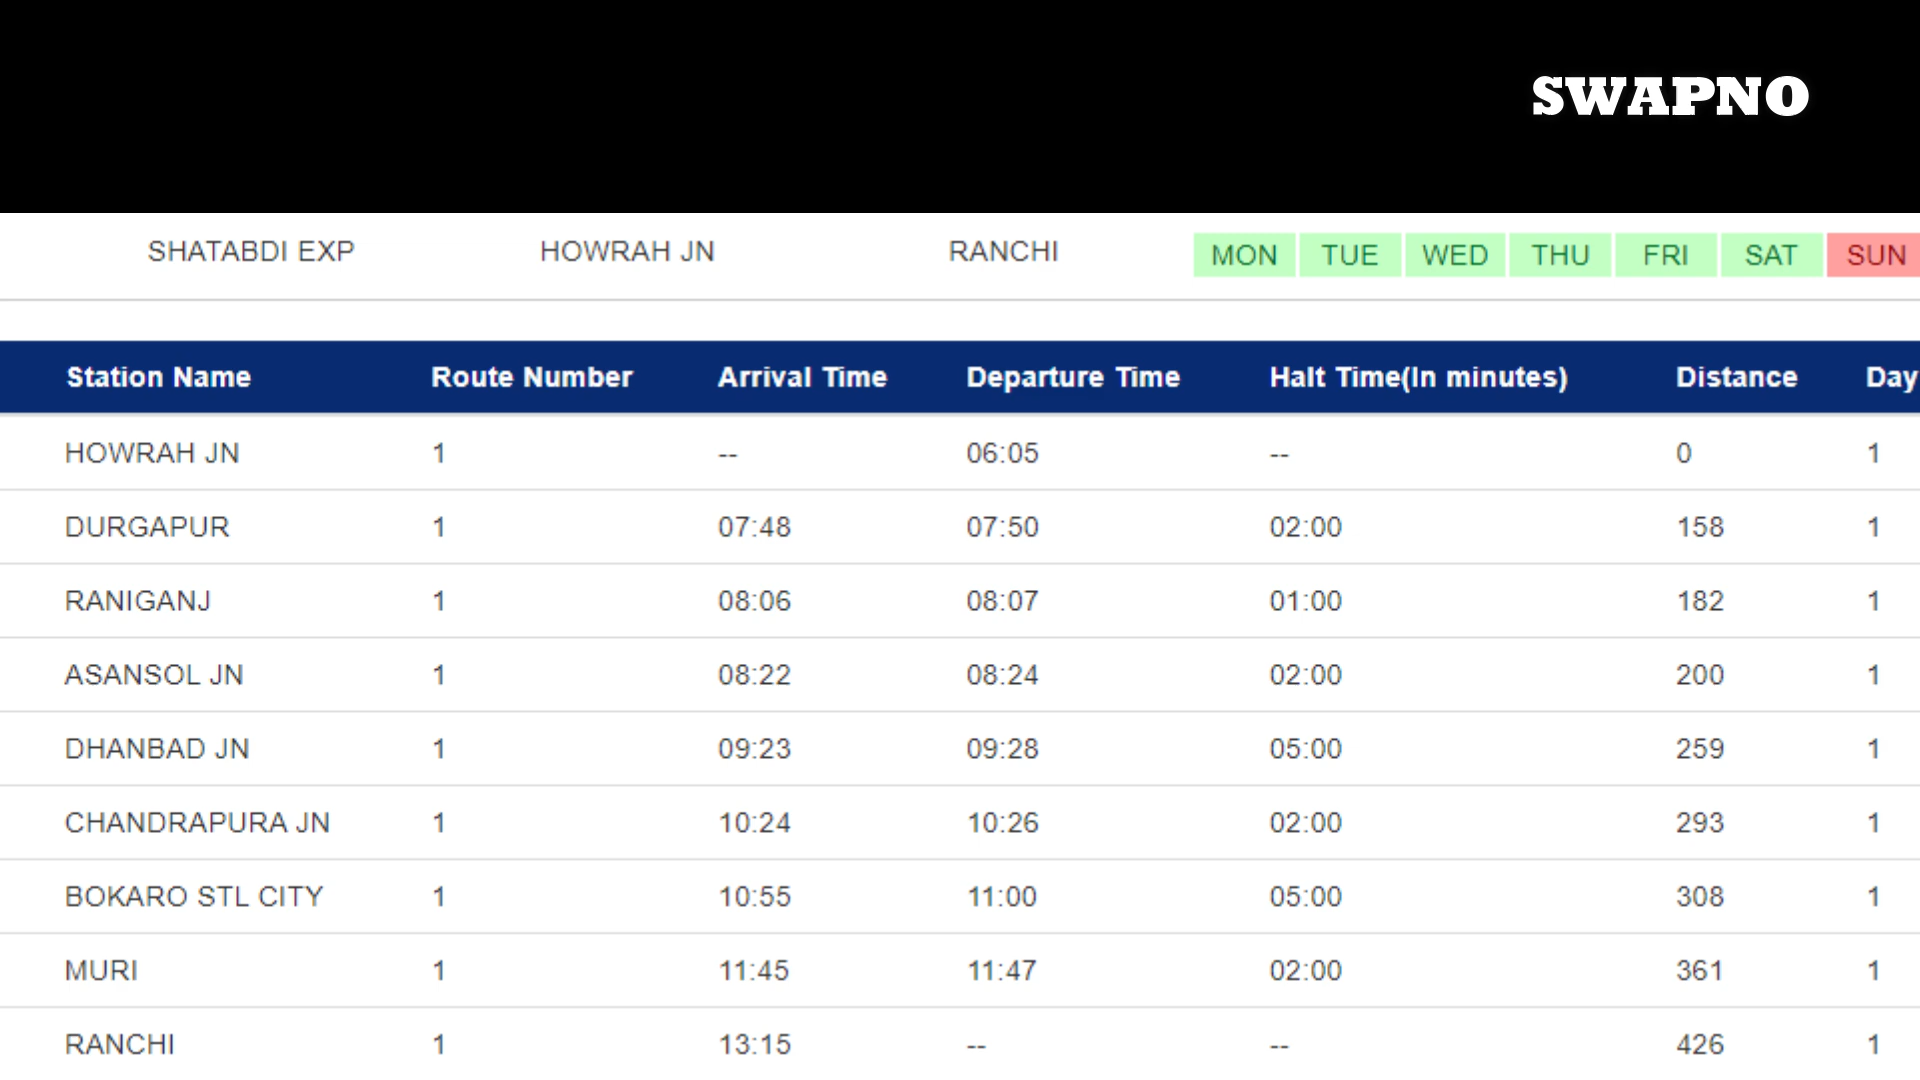 SWAPNO
SHATABDI EXP HOWRAH JN RANCHI MON TUE WED THU FRI SAT SUN
Station Name Route Number Arrival Time Departure Time Halt Time(In minutes) Distance Day
HOWRAH JN 1 -- 06:05 -- 0 1
DURGAPUR 1 07:48 07:50 02:00 158 1
RANIGANJ 1 08:06 08:07 01:00 182 1
ASANSOL JN 1 08:22 08:24 02:00 200 1
DHANBAD JN 1 09:23 09:28 05:00 259 1
CHANDRAPURA JN 1 10:24 10:26 02:00 293 1
BOKARO STL CITY 1 10:55 11:00 05:00 308 1
MURI 1 11:45 11:47 02:00 361 1
RANCHI 1 13:15 -- -- 426 1